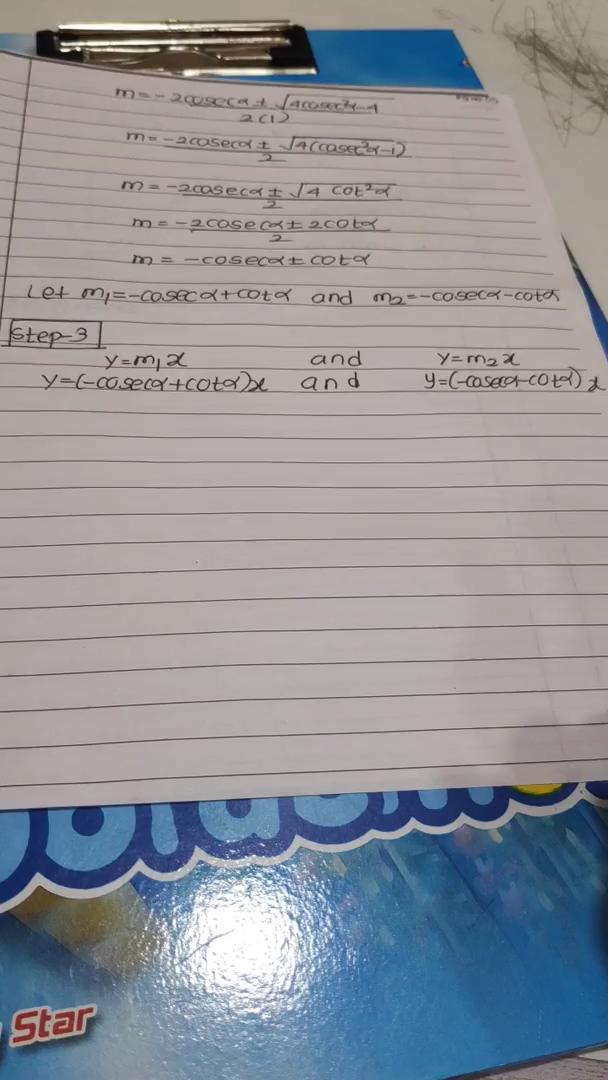 m = -2cosecα ± √4cosec²α-4
2(1)
m = -2cosecα ± √4(cosec²α-1)
2
m = -2cosecα ± √4 cot²α
2
m = -2cosecα ± 2cotα
2
m = -cosecα ± cotα
Let m₁=-cosecα+cotα and m₂=-cosecα-cotα
Step-3
y=m₁x and y=m₂x
y=(-cosecα+cotα)x and y=(-cosecα-cotα)x
Star